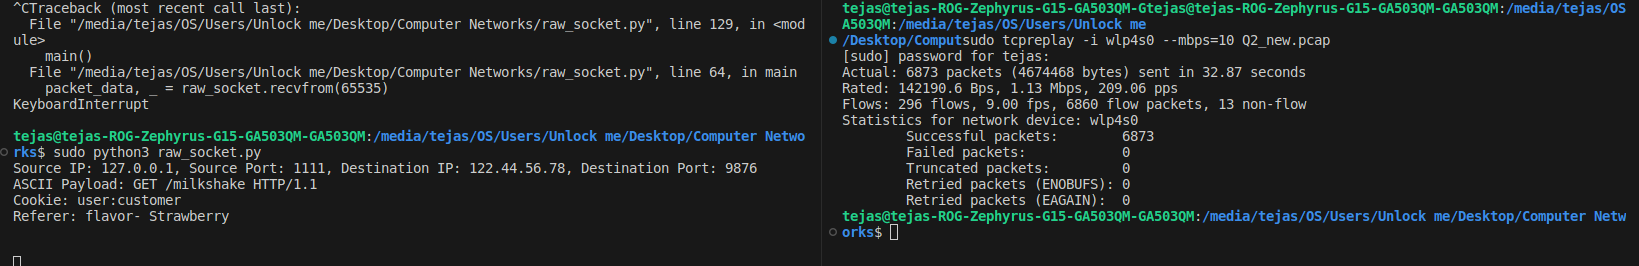 ^CTraceback (most recent call last):
  File "/media/tejas/OS/Users/Unlock me/Desktop/Computer Networks/raw_socket.py", line 129, in <mod
ule>
    main()
  File "/media/tejas/OS/Users/Unlock me/Desktop/Computer Networks/raw_socket.py", line 64, in main
    packet_data, _ = raw_socket.recvfrom(65535)
KeyboardInterrupt

tejas@tejas-ROG-Zephyrus-G15-GA503QM-GA503QM:/media/tejas/OS/Users/Unlock me/Desktop/Computer Netwo
rks$ sudo python3 raw_socket.py
Source IP: 127.0.0.1, Source Port: 1111, Destination IP: 122.44.56.78, Destination Port: 9876
ASCII Payload: GET /milkshake HTTP/1.1
Cookie: user:customer
Referer: flavor- Strawberry

tejas@tejas-ROG-Zephyrus-G15-GA503QM-Gtejas@tejas-ROG-Zephyrus-G15-GA503QM-GA503QM:/media/tejas/OS
A503QM:/media/tejas/OS/Users/Unlock me
/Desktop/Computsudo tcpreplay -i wlp4s0 --mbps=10 Q2_new.pcap
[sudo] password for tejas:
Actual: 6873 packets (4674468 bytes) sent in 32.87 seconds
Rated: 142190.6 Bps, 1.13 Mbps, 209.06 pps
Flows: 296 flows, 9.00 fps, 6860 flow packets, 13 non-flow
Statistics for network device: wlp4s0
        Successful packets:        6873
        Failed packets:            0
        Truncated packets:         0
        Retried packets (ENOBUFS): 0
        Retried packets (EAGAIN):  0
tejas@tejas-ROG-Zephyrus-G15-GA503QM-GA503QM:/media/tejas/OS/Users/Unlock me/Desktop/Computer Netw
orks$